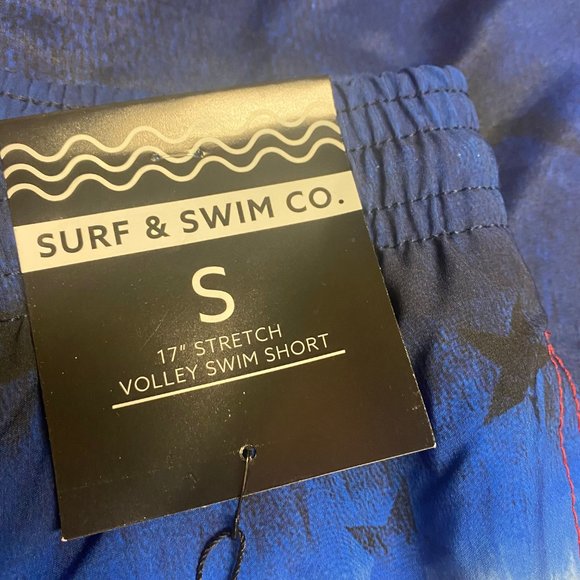 SURF & SWIM CO.
S
17" STRETCH
VOLLEY SWIM SHORT